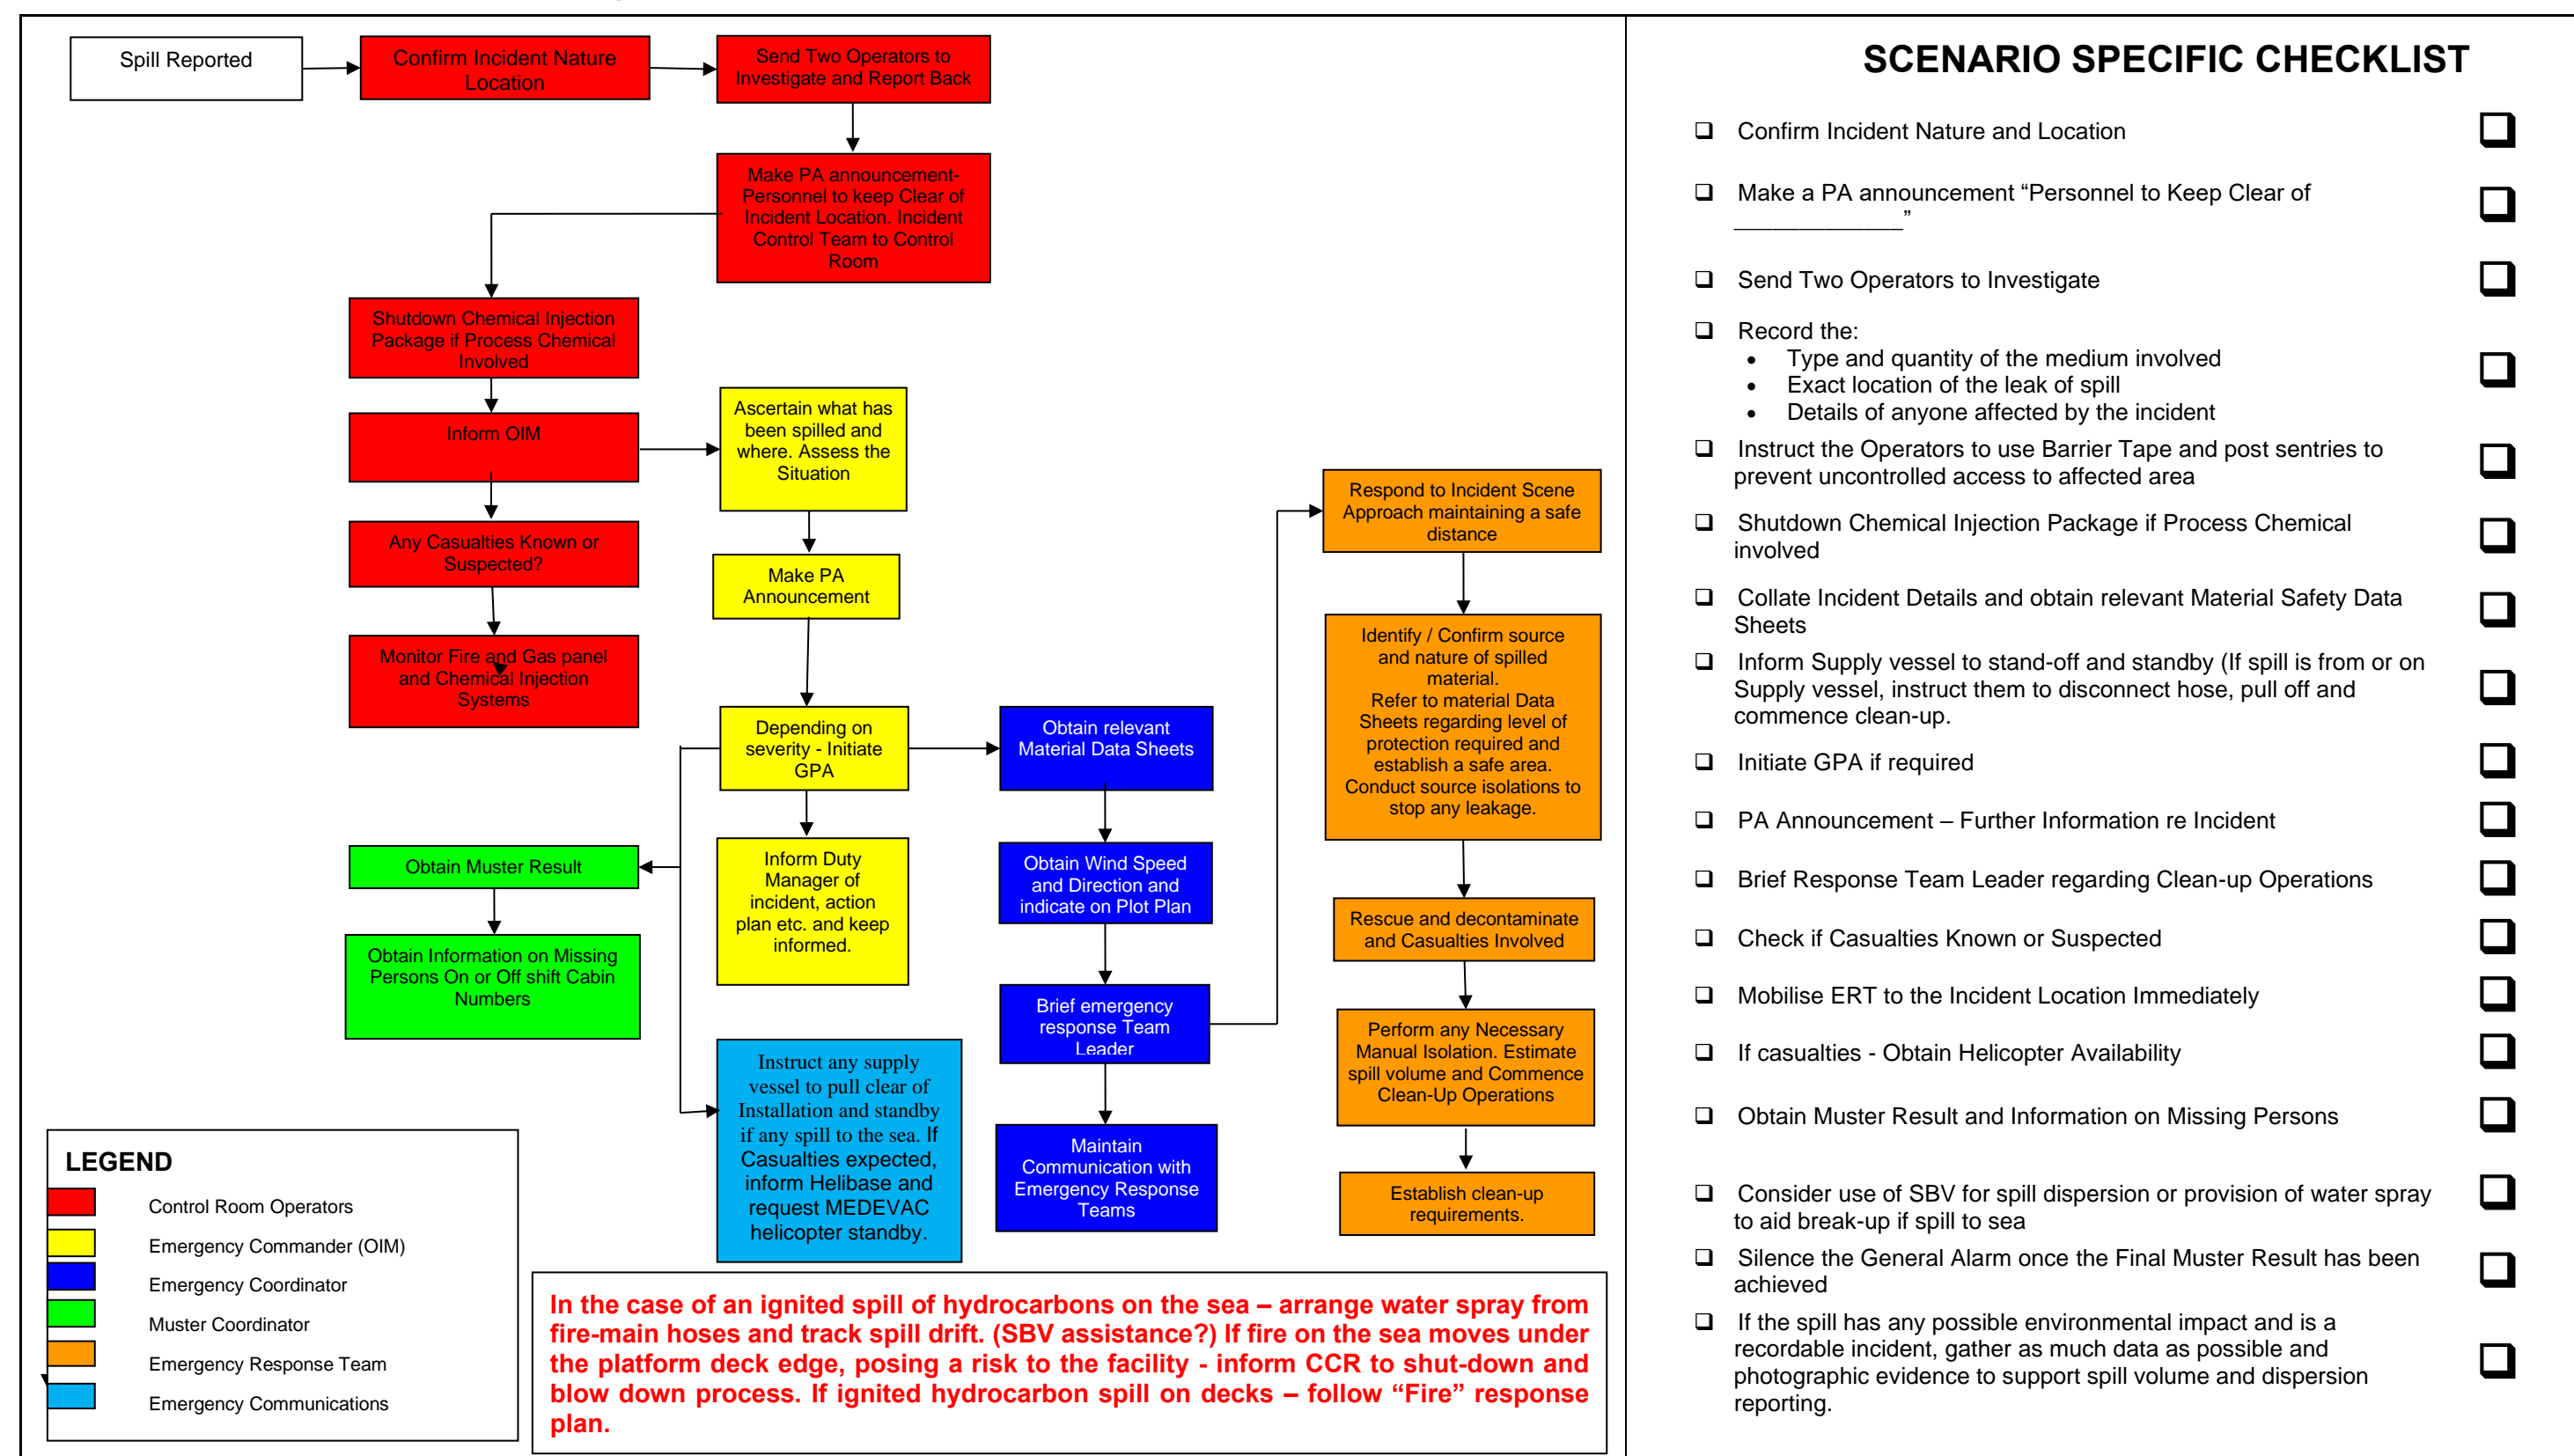 Spill Reported
Confirm Incident Nature
Location
Send Two Operators to
Investigate and Report Back
Make PA announcement-
Personnel to keep Clear of
Incident Location. Incident
Control Team to Control
Room
Shutdown Chemical Injection
Package if Process Chemical
Involved
Inform OIM
Any Casualties Known or
Suspected?
Monitor Fire and Gas panel
and Chemical Injection
Systems
Ascertain what has
been spilled and
where. Assess the
Situation
Make PA
Announcement
Depending on
severity - Initiate
GPA
Obtain Muster Result
Obtain Information on Missing
Persons On or Off shift Cabin
Numbers
Inform Duty
Manager of
incident, action
plan etc. and keep
informed.
Instruct any supply
vessel to pull clear of
Installation and standby
if any spill to the sea. If
Casualties expected,
inform Helibase and
request MEDEVAC
helicopter standby.
Obtain relevant
Material Data Sheets
Obtain Wind Speed
and Direction and
indicate on Plot Plan
Brief emergency
response Team
Leader
Maintain
Communication with
Emergency Response
Teams
Respond to Incident Scene
Approach maintaining a safe
distance
Identify / Confirm source
and nature of spilled
material.
Refer to material Data
Sheets regarding level of
protection required and
establish a safe area.
Conduct source isolations to
stop any leakage.
Rescue and decontaminate
and Casualties Involved
Perform any Necessary
Manual Isolation. Estimate
spill volume and Commence
Clean-Up Operations
Establish clean-up
requirements.
LEGEND
Control Room Operators
Emergency Commander (OIM)
Emergency Coordinator
Muster Coordinator
Emergency Response Team
Emergency Communications
In the case of an ignited spill of hydrocarbons on the sea – arrange water spray from
fire-main hoses and track spill drift. (SBV assistance?) If fire on the sea moves under
the platform deck edge, posing a risk to the facility - inform CCR to shut-down and
blow down process. If ignited hydrocarbon spill on decks – follow “Fire” response
plan.
SCENARIO SPECIFIC CHECKLIST
❑ Confirm Incident Nature and Location
❑ Make a PA announcement “Personnel to Keep Clear of
_____________”
❑ Send Two Operators to Investigate
❑ Record the:
• Type and quantity of the medium involved
• Exact location of the leak of spill
• Details of anyone affected by the incident
❑ Instruct the Operators to use Barrier Tape and post sentries to
prevent uncontrolled access to affected area
❑ Shutdown Chemical Injection Package if Process Chemical
involved
❑ Collate Incident Details and obtain relevant Material Safety Data
Sheets
❑ Inform Supply vessel to stand-off and standby (If spill is from or on
Supply vessel, instruct them to disconnect hose, pull off and
commence clean-up.
❑ Initiate GPA if required
❑ PA Announcement – Further Information re Incident
❑ Brief Response Team Leader regarding Clean-up Operations
❑ Check if Casualties Known or Suspected
❑ Mobilise ERT to the Incident Location Immediately
❑ If casualties - Obtain Helicopter Availability
❑ Obtain Muster Result and Information on Missing Persons
❑ Consider use of SBV for spill dispersion or provision of water spray
to aid break-up if spill to sea
❑ Silence the General Alarm once the Final Muster Result has been
achieved
❑ If the spill has any possible environmental impact and is a
recordable incident, gather as much data as possible and
photographic evidence to support spill volume and dispersion
reporting.